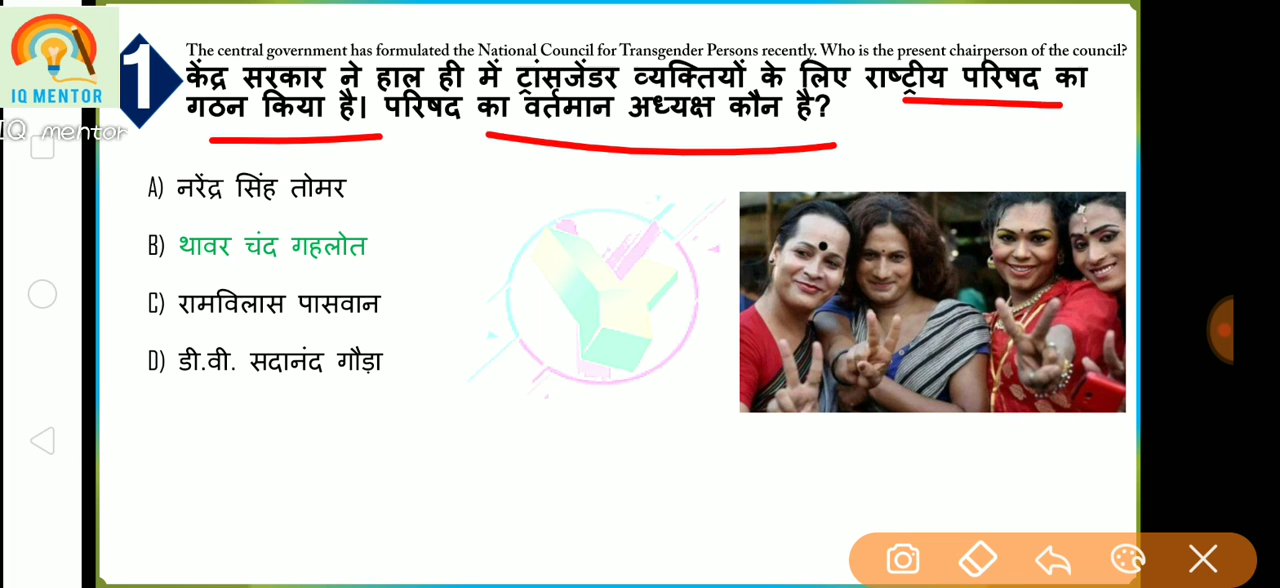 IQ MENTOR
IQ mentor
1
The central government has formulated the National Council for Transgender Persons recently. Who is the present chairperson of the council?
केंद्र सरकार ने हाल ही में ट्रांसजेंडर व्यक्तियों के लिए राष्ट्रीय परिषद का
गठन किया है। परिषद का वर्तमान अध्यक्ष कौन है?
A) नरेंद्र सिंह तोमर
B) थावर चंद गहलोत
C) रामविलास पासवान
D) डी.वी. सदानंद गौड़ा